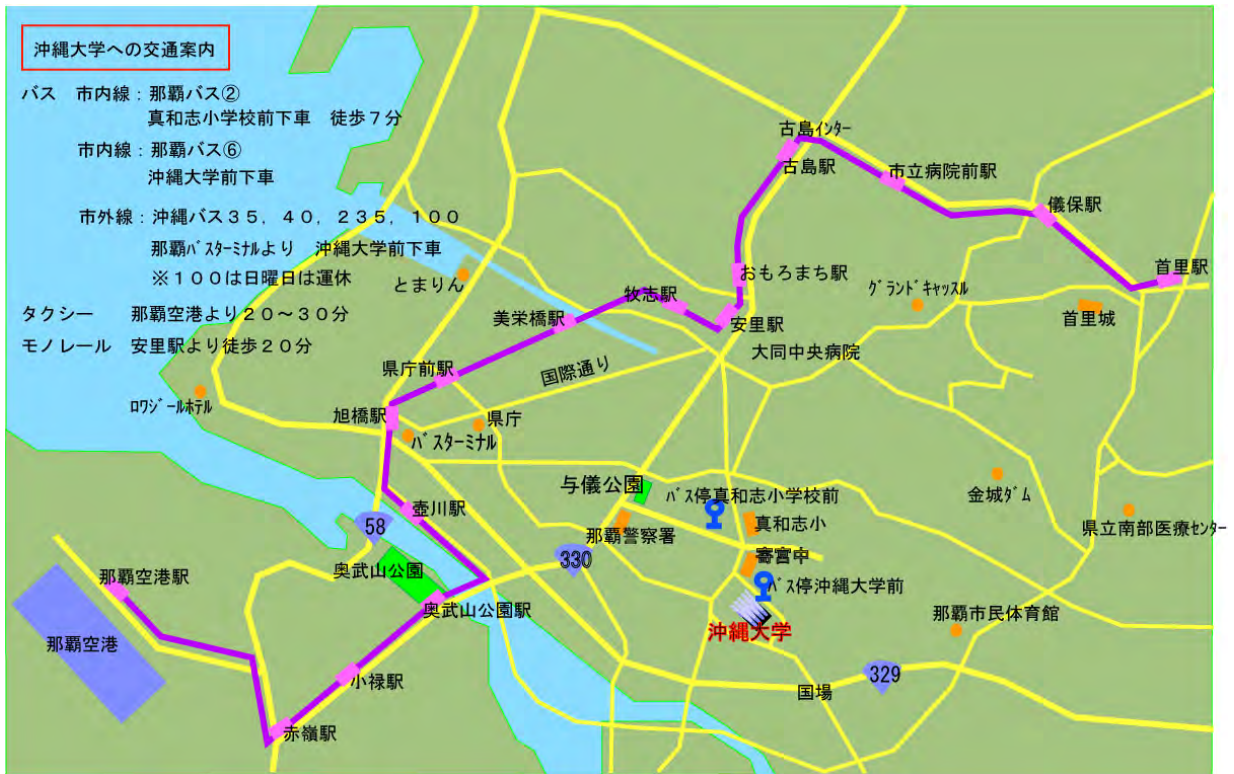 沖縄大学への交通案内
バス　市内線：那覇バス②
真和志小学校前下車　徒歩７分
市内線：那覇バス⑥
沖縄大学前下車
市外線：沖縄バス３５．４０．２３５．１００
那覇ﾊﾞｽﾀｰﾐﾅﾙより　沖縄大学前下車
※１００は日曜日は運休
タクシー　　那覇空港より２０～３０分
モノレール　安里駅より徒歩２０分
古島ｲﾝﾀｰ
古島駅
市立病院前駅
儀保駅
首里駅
おもろまち駅
ｸﾞﾗﾝﾄﾞｷｬｯｽﾙ
首里城
とまりん
牧志駅
美栄橋駅
安里駅
大同中央病院
県庁前駅
国際通り
ﾛﾜｼﾞｰﾙﾎﾃﾙ
旭橋駅
県庁
ﾊﾞｽﾀｰﾐﾅﾙ
与儀公園
ﾊﾞｽ停真和志小学校前
金城ﾀﾞﾑ
壺川駅
58
那覇警察署
真和志小
県立南部医療ｾﾝﾀｰ
330
寄宮中
奥武山公園
那覇空港駅
ﾊﾞｽ停沖縄大学前
奥武山公園駅
那覇市民体育館
沖縄大学
那覇空港
小禄駅
329
国場
赤嶺駅